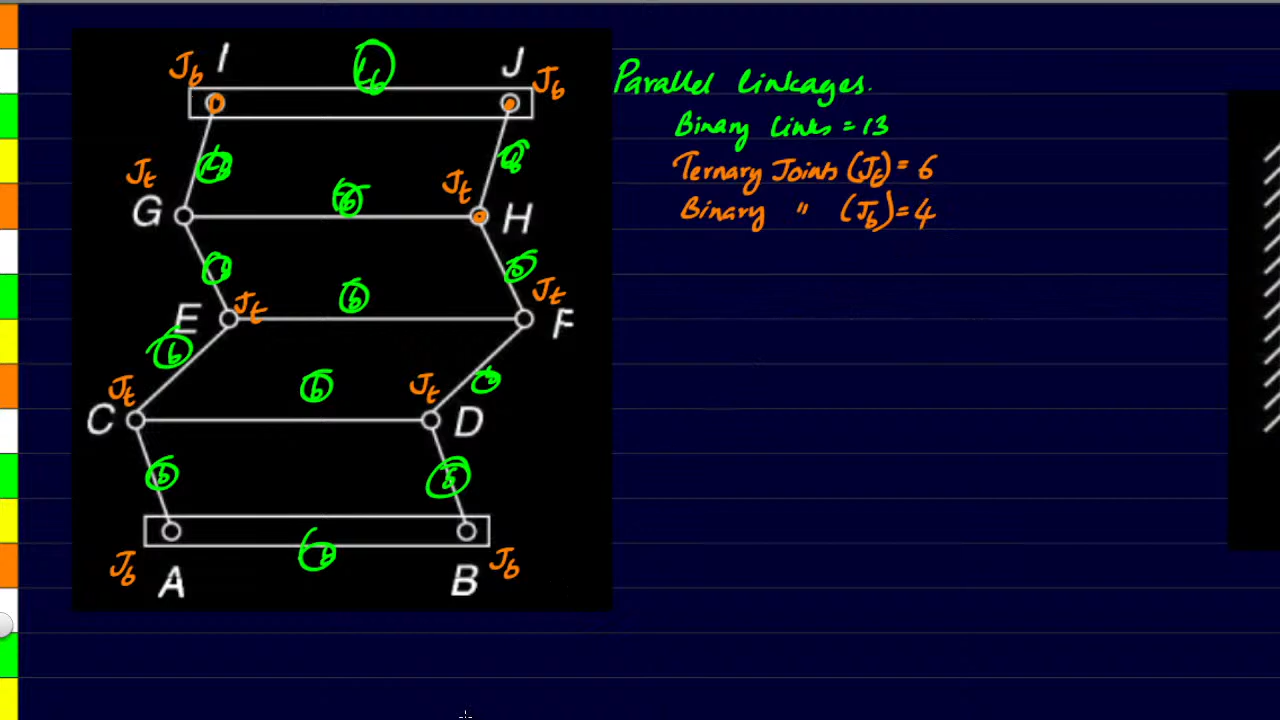 I
J
Jb
Jb
b
Parallel linkages.
Binary links = 13
Ternary Joints (Jt) = 6
Binary " (Jb) = 4
Jt
b
Jt
G
b
H
b
Jt
b
Jt
E
F
b
b
Jt
Jt
C
D
b
b
b
Jb
Jb
A
B